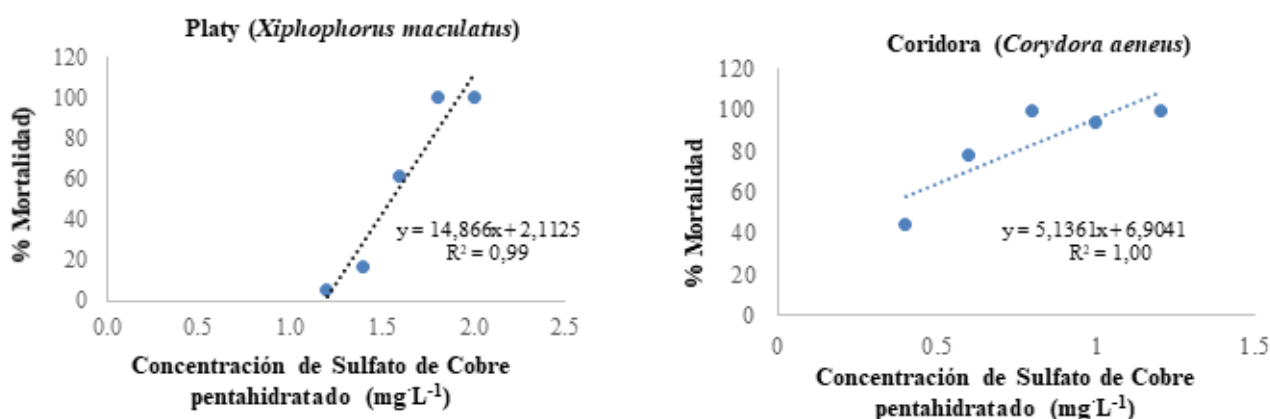 Platy (Xiphophorus maculatus)
120
100
80
60
40
20
0
% Mortalidad)
y = 14,866x+ 2,1125
R² = 0,99
0.0 0.5 1.0 1.5 2.0 2.5
Concentración de Sulfato de Cobre
pentahidratado (mg·L-1)
Coridora (Corydora aeneus)
120
100
80
60
40
20
0
% Mortalidad
y = 5,1361x+ 6,9041
R² = 1,00
0 0.5 1 1.5
Concentración de Sulfato de Cobre
pentahidratado (mg·L-1)